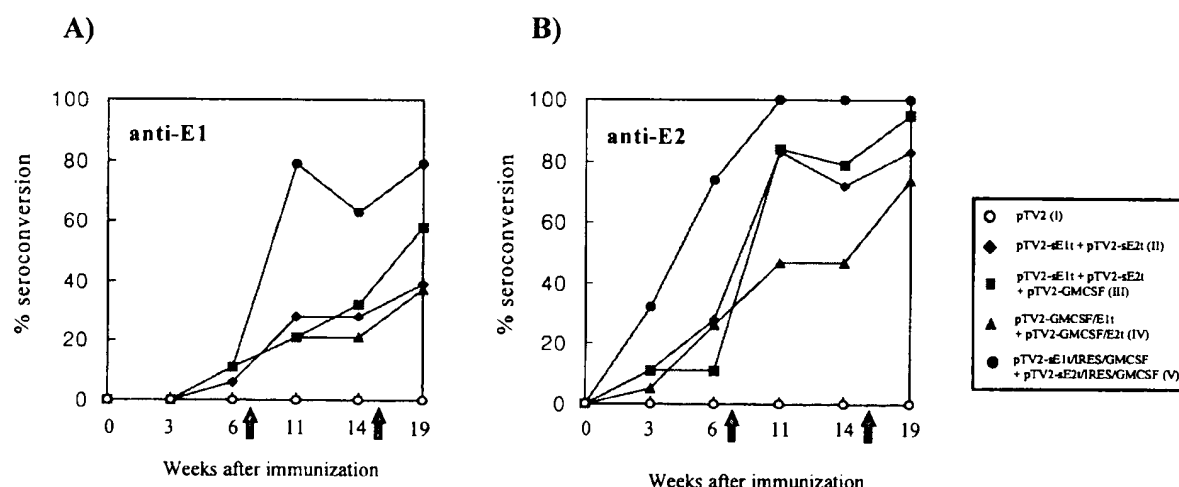 A)
B)
100
80
60
40
20
0
% seroconversion
anti-E1
0 3 6 11 14 19
Weeks after immunization
100
80
60
40
20
0
% seroconversion
anti-E2
0 3 6 11 14 19
Weeks after immunization
pTV2 (I)
pTV2-sE1t + pTV2-sE2t (II)
pTV2-sE1t + pTV2-sE2t
+ pTV2-GMCSF (III)
pTV2-GMCSF/E1t
+ pTV2-GMCSF/E2t (IV)
pTV2-sE1t/IRES/GMCSF
+ pTV2-sE2t/IRES/GMCSF (V)